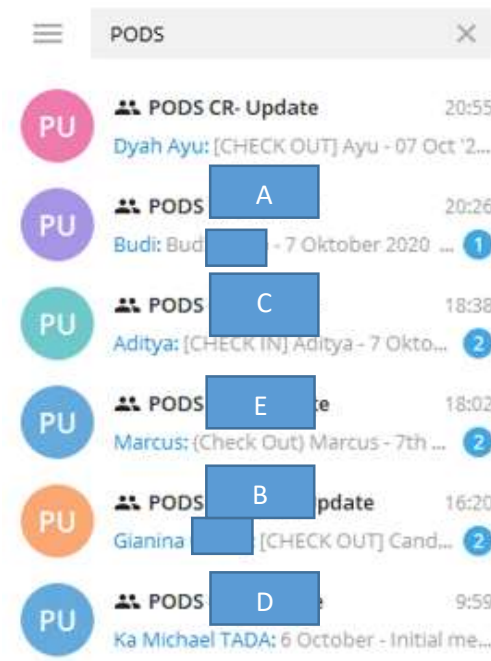 PODS
PU
PODS CR- Update 20:55
Dyah Ayu: [CHECK OUT] Ayu - 07 Oct '2...
PU
PODS A 20:26
Budi: Bud - 7 Oktober 2020 ... 1
PU
PODS C 18:38
Aditya: [CHECK IN] Aditya - 7 Okto... 2
PU
PODS E te 18:02
Marcus: (Check Out) Marcus - 7th ... 2
PU
PODS B pdate 16:20
Gianina [CHECK OUT] Cand... 2
PU
PODS D e 9:59
Ka Michael TADA: 6 October - Initial me...